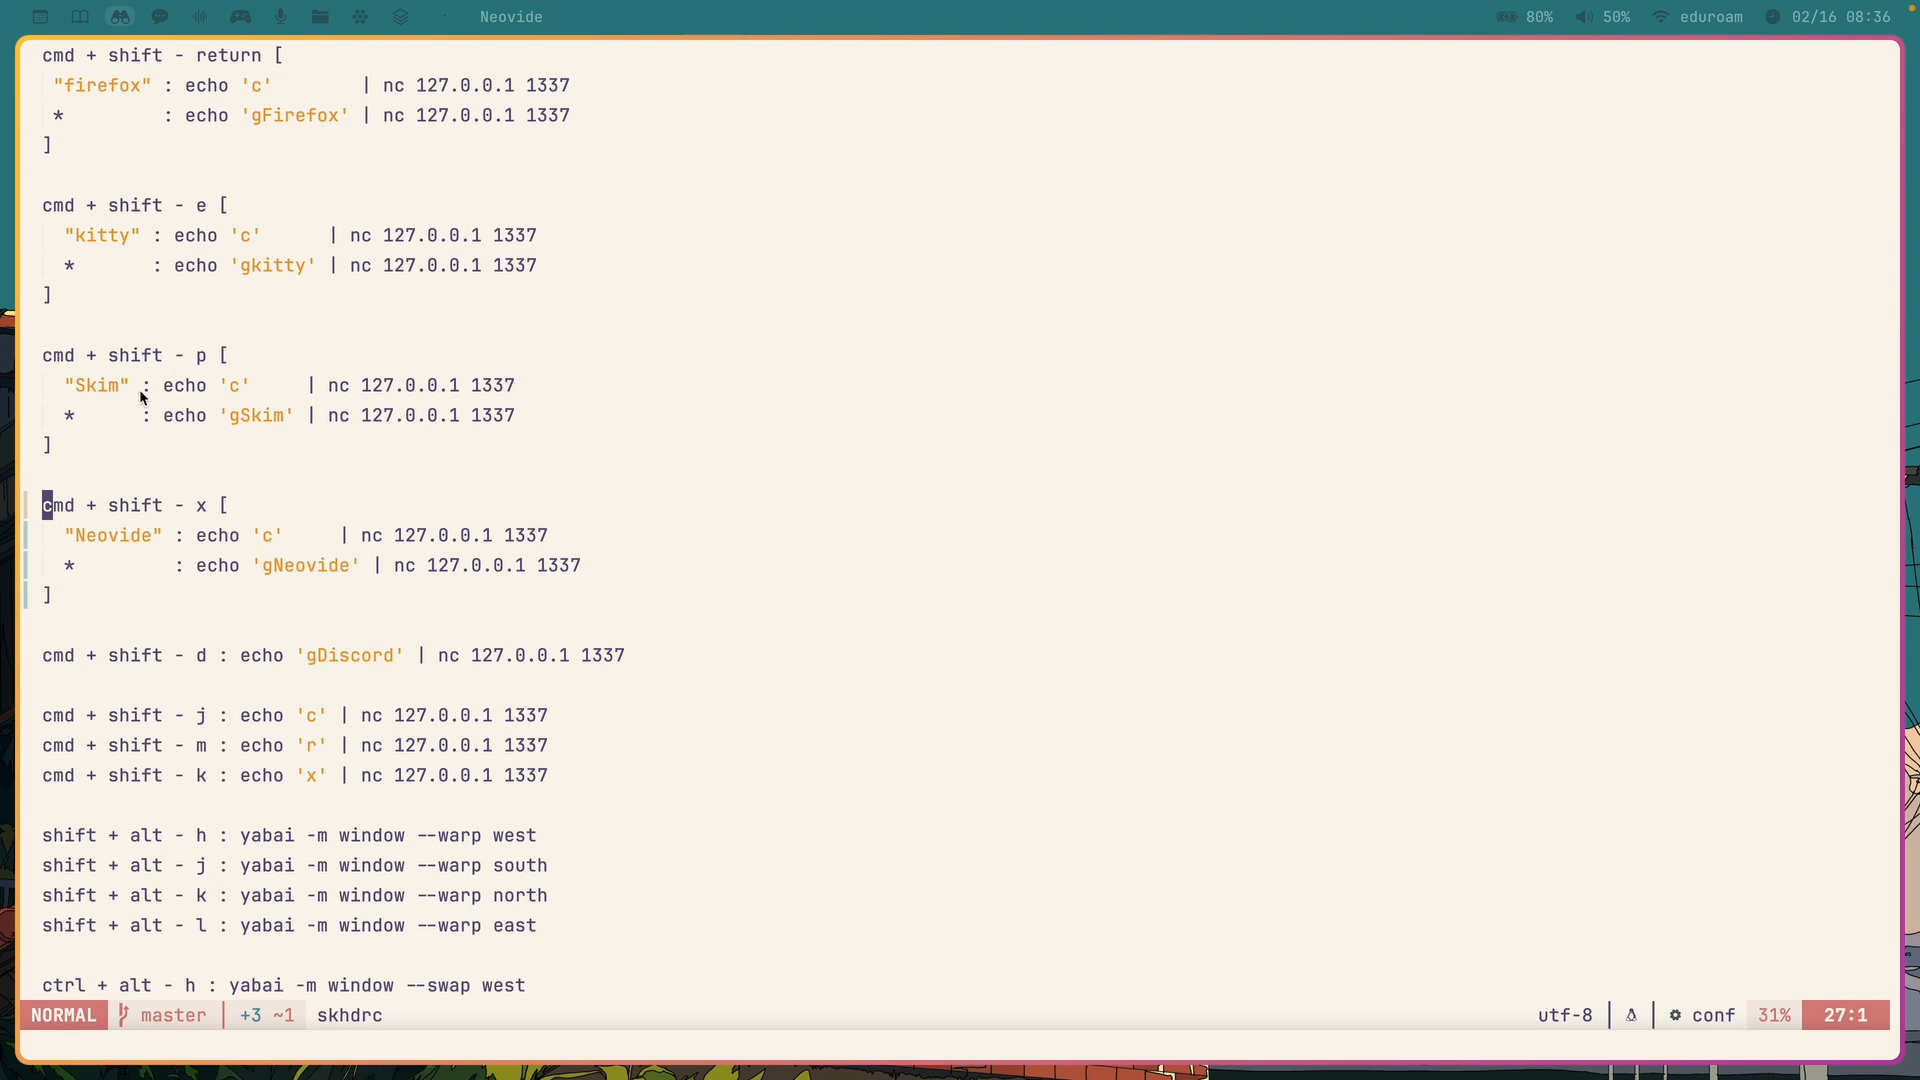 Neovide 80% 50% eduroam 02/16 08:36
cmd + shift - return [
 "firefox" : echo 'c'        | nc 127.0.0.1 1337
 *         : echo 'gFirefox' | nc 127.0.0.1 1337
]
cmd + shift - e [
  "kitty" : echo 'c'      | nc 127.0.0.1 1337
  *       : echo 'gkitty' | nc 127.0.0.1 1337
]
cmd + shift - p [
  "Skim" : echo 'c'     | nc 127.0.0.1 1337
  *      : echo 'gSkim' | nc 127.0.0.1 1337
]
cmd + shift - x [
  "Neovide" : echo 'c'     | nc 127.0.0.1 1337
  *         : echo 'gNeovide' | nc 127.0.0.1 1337
]
cmd + shift - d : echo 'gDiscord' | nc 127.0.0.1 1337
cmd + shift - j : echo 'c' | nc 127.0.0.1 1337
cmd + shift - m : echo 'r' | nc 127.0.0.1 1337
cmd + shift - k : echo 'x' | nc 127.0.0.1 1337
shift + alt - h : yabai -m window --warp west
shift + alt - j : yabai -m window --warp south
shift + alt - k : yabai -m window --warp north
shift + alt - l : yabai -m window --warp east
ctrl + alt - h : yabai -m window --swap west
NORMAL master | +3 ~1 skhdrc utf-8 | | conf 31% 27:1